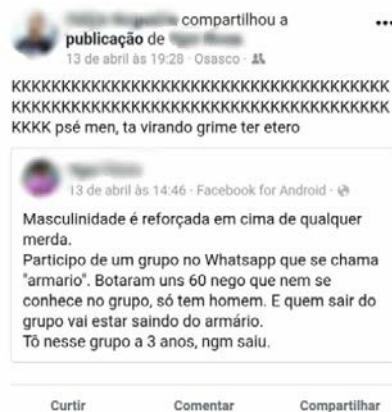 compartilhou a
publicação de
13 de abril às 19:28 · Osasco ·
KKKKKKKKKKKKKKKKKKKKKKKKKKKKKKKKKKKKKK
KKKKKKKKKKKKKKKKKKKKKKKKKKKKKKKKKKKKKK
KKKK psé men, ta virando grime ter etero
13 de abril às 14:46 · Facebook for Android ·
Masculinidade é reforçada em cima de qualquer
merda.
Participo de um grupo no Whatsapp que se chama
"armario". Botaram uns 60 nego que nem se
conhece no grupo, só tem homem. E quem sair do
grupo vai estar saindo do armário.
Tô nesse grupo a 3 anos, ngm saiu.
Curtir Comentar Compartilhar